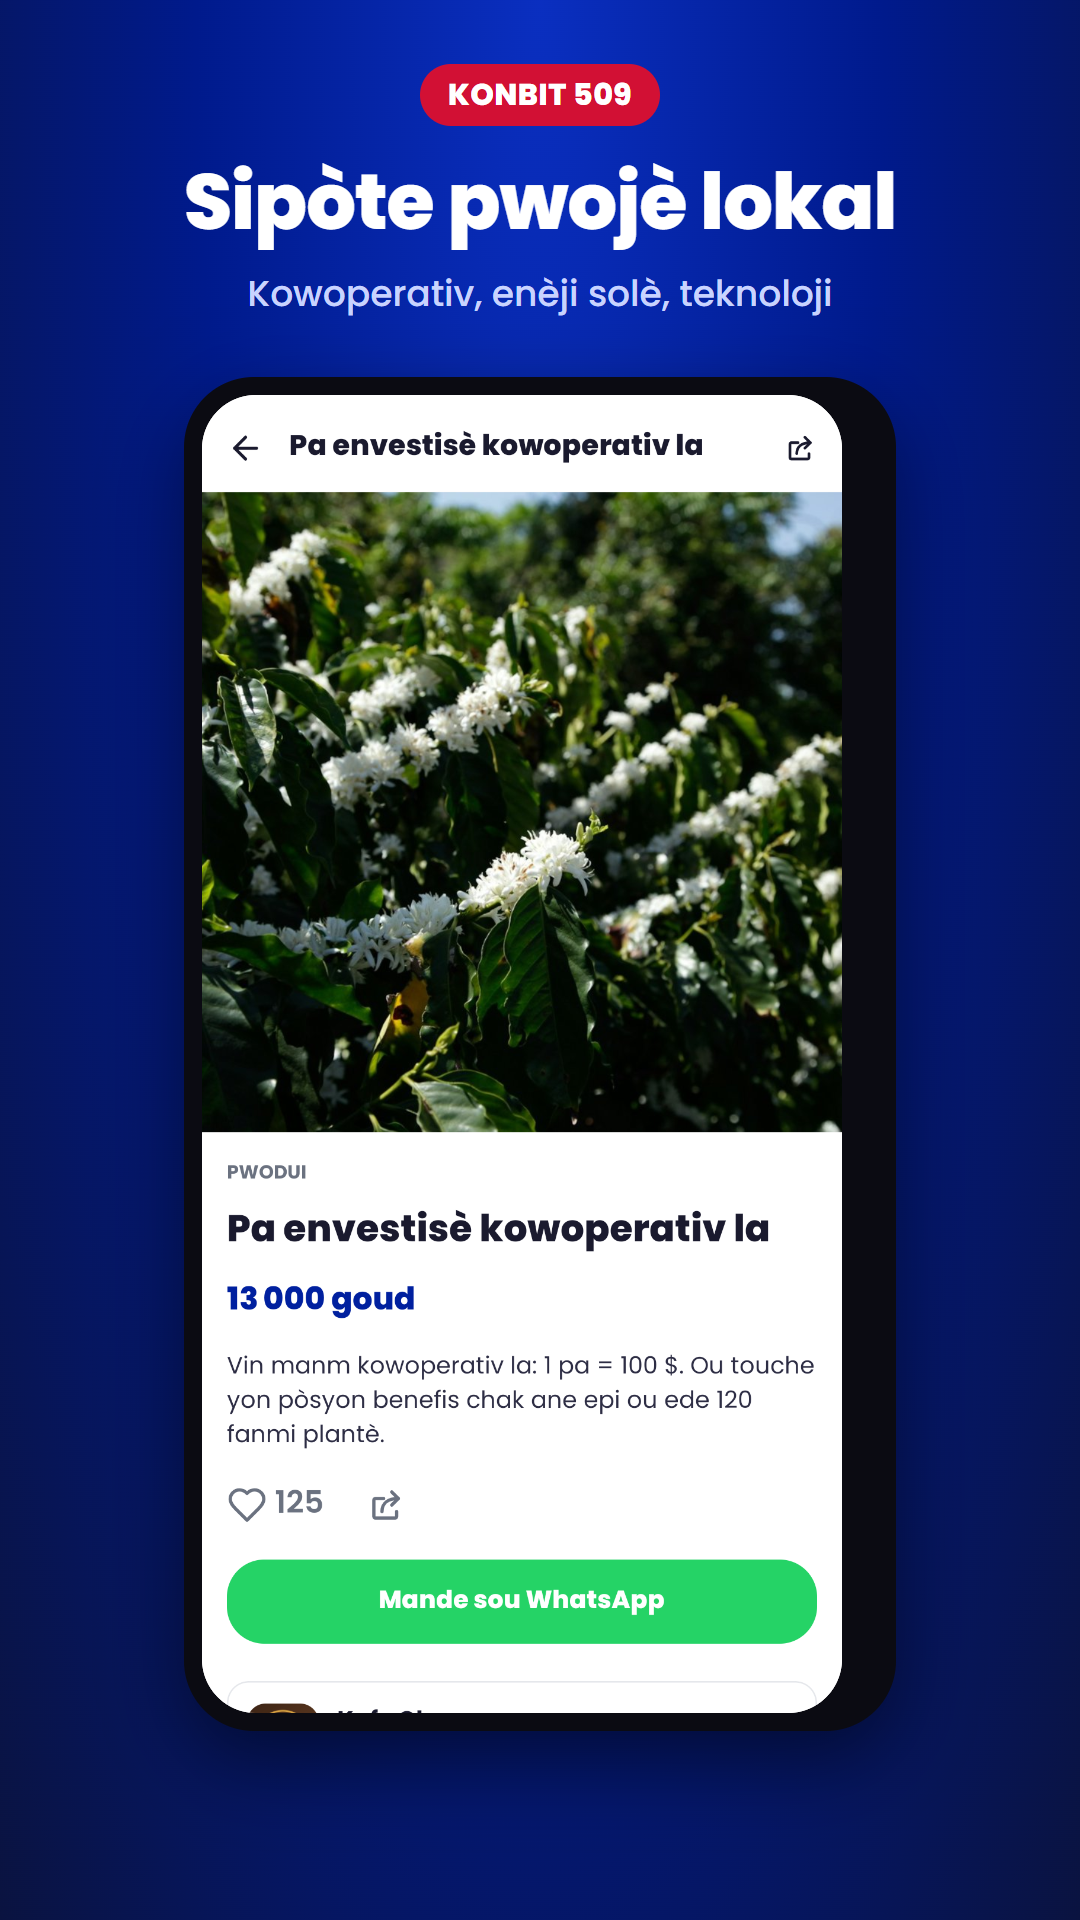 KONBIT 509
Sipòte pwojè lokal
Kowoperativ, enèji solè, teknoloji
Pa envestisè kowoperativ la
PWODUI
Pa envestisè kowoperativ la
13 000 goud
Vin manm kowoperativ la: 1 pa = 100 $. Ou touche
yon pòsyon benefis chak ane epi ou ede 120
fanmi plantè.
125
Mande sou WhatsApp